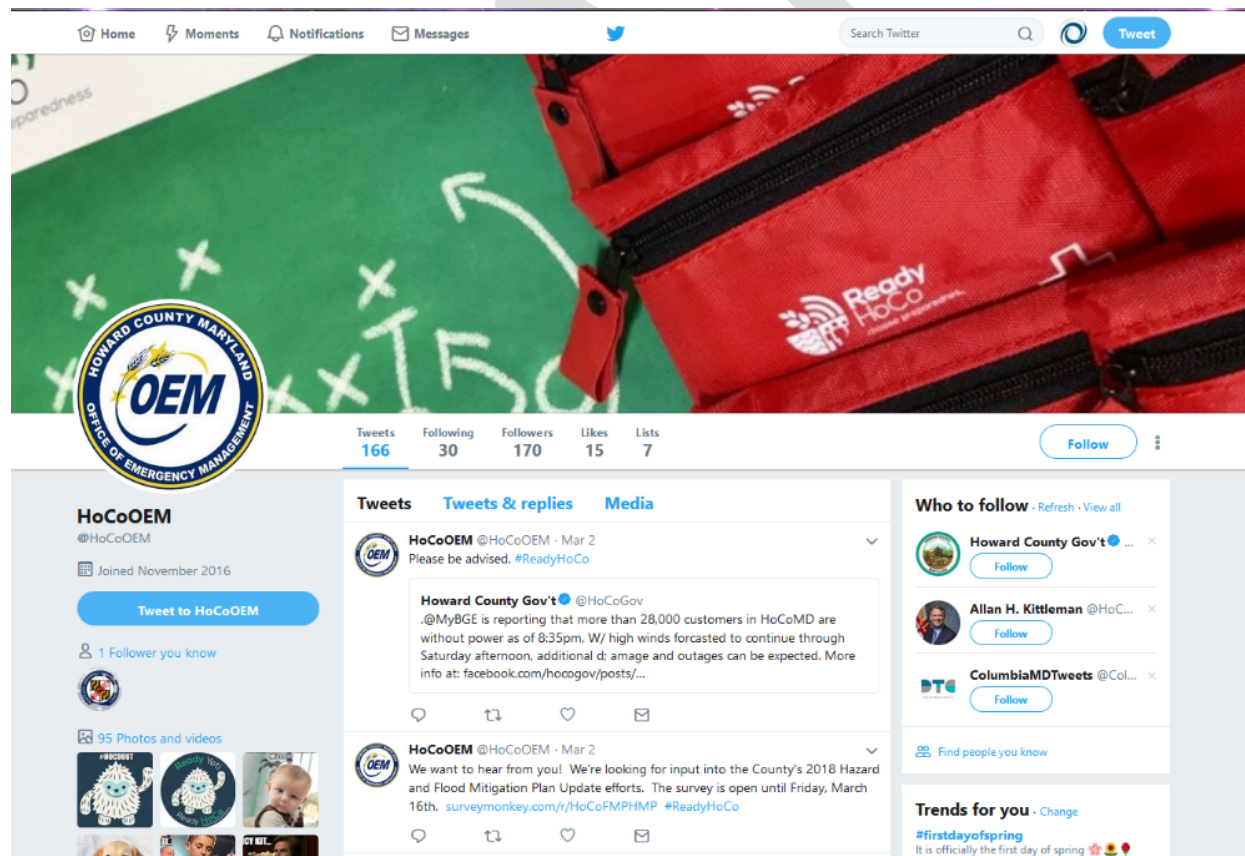 Home Moments Notifications Messages Search Twitter Tweet
paredness
Ready
HoCo
HOWARD COUNTY MARYLAND
OEM
OFFICE OF EMERGENCY MANAGEMENT
Tweets Following Followers Likes Lists
166 30 170 15 7
Follow
HoCoOEM
@HoCoOEM
Joined November 2016
Tweet to HoCoOEM
1 Follower you know
95 Photos and videos
#HOCOOUT
Ready Yeti
Ready HoCo
Tweets Tweets & replies Media
HoCoOEM @HoCoOEM · Mar 2
Please be advised. #ReadyHoCo
Howard County Gov't @HoCoGov
.@MyBGE is reporting that more than 28,000 customers in HoCoMD are
without power as of 8:35pm. W/ high winds forcasted to continue through
Saturday afternoon, additional d; amage and outages can be expected. More
info at: facebook.com/hocogov/posts/...
HoCoOEM @HoCoOEM · Mar 2
We want to hear from you! We're looking for input into the County's 2018 Hazard
and Flood Mitigation Plan Update efforts. The survey is open until Friday, March
16th. surveymonkey.com/r/HoCoFMPHMP #ReadyHoCo
Who to follow · Refresh · View all
Howard County Gov't ...
Follow
Allan H. Kittleman @HoC...
Follow
DTC
ColumbiaMDTweets @Col...
Follow
Find people you know
Trends for you · Change
#firstdayofspring
It is officially the first day of spring 🌸🌻🌹